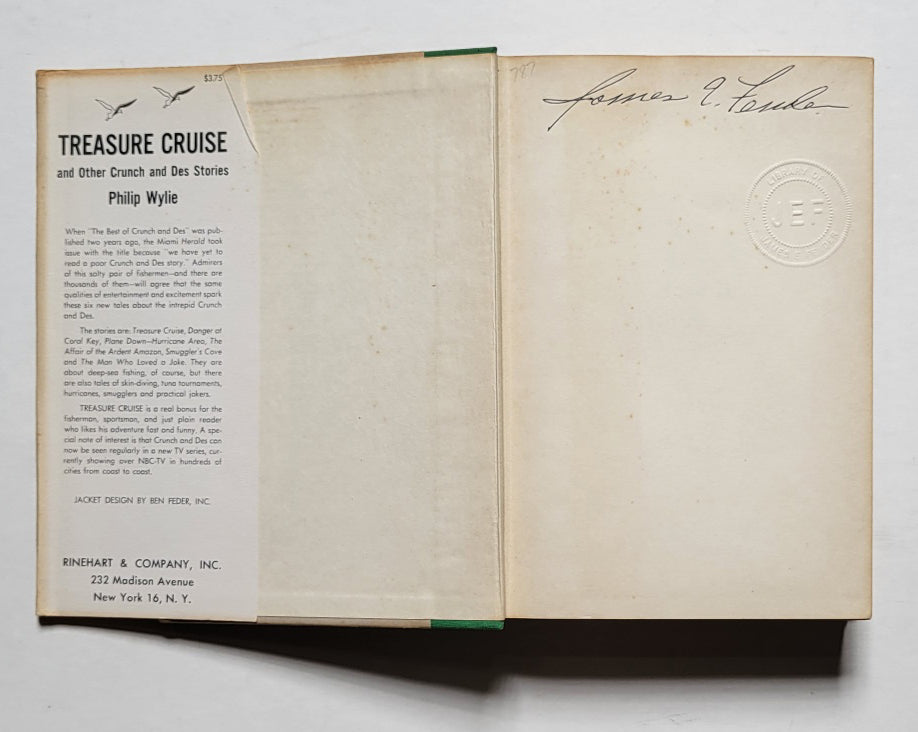 $3.75
TREASURE CRUISE
and Other Crunch and Des Stories
Philip Wylie
When "The Best of Crunch and Des" was pub-
lished two years ago, the Miami Herald took
issue with the title because "we have yet to
read a poor Crunch and Des story." Admirers
of this salty pair of fishermen—and there are
thousands of them—will agree that the same
qualities of entertainment and excitement spark
these six new tales about the intrepid Crunch
and Des.
The stories are: Treasure Cruise, Danger at
Coral Key, Plane Down—Hurricane Area, The
Affair of the Ardent Amazon, Smuggler's Cove
and The Man Who Loved a Joke. They are
about deep-sea fishing, of course, but there
are also tales of skin-diving, tuna tournaments,
hurricanes, smugglers and practical jokers.
TREASURE CRUISE is a real bonus for the
fisherman, sportsman, and just plain reader
who likes his adventure fast and funny. A spe-
cial note of interest is that Crunch and Des can
now be seen regularly in a new TV series, cur-
rently showing over NBC-TV in hundreds of
cities from coast to coast.
JACKET DESIGN BY BEN FEDER, INC.
RINEHART & COMPANY, INC.
232 Madison Avenue
New York 16, N. Y.
787
James E. Fender
LIBRARY OF
JEF
JAMES E FENDER